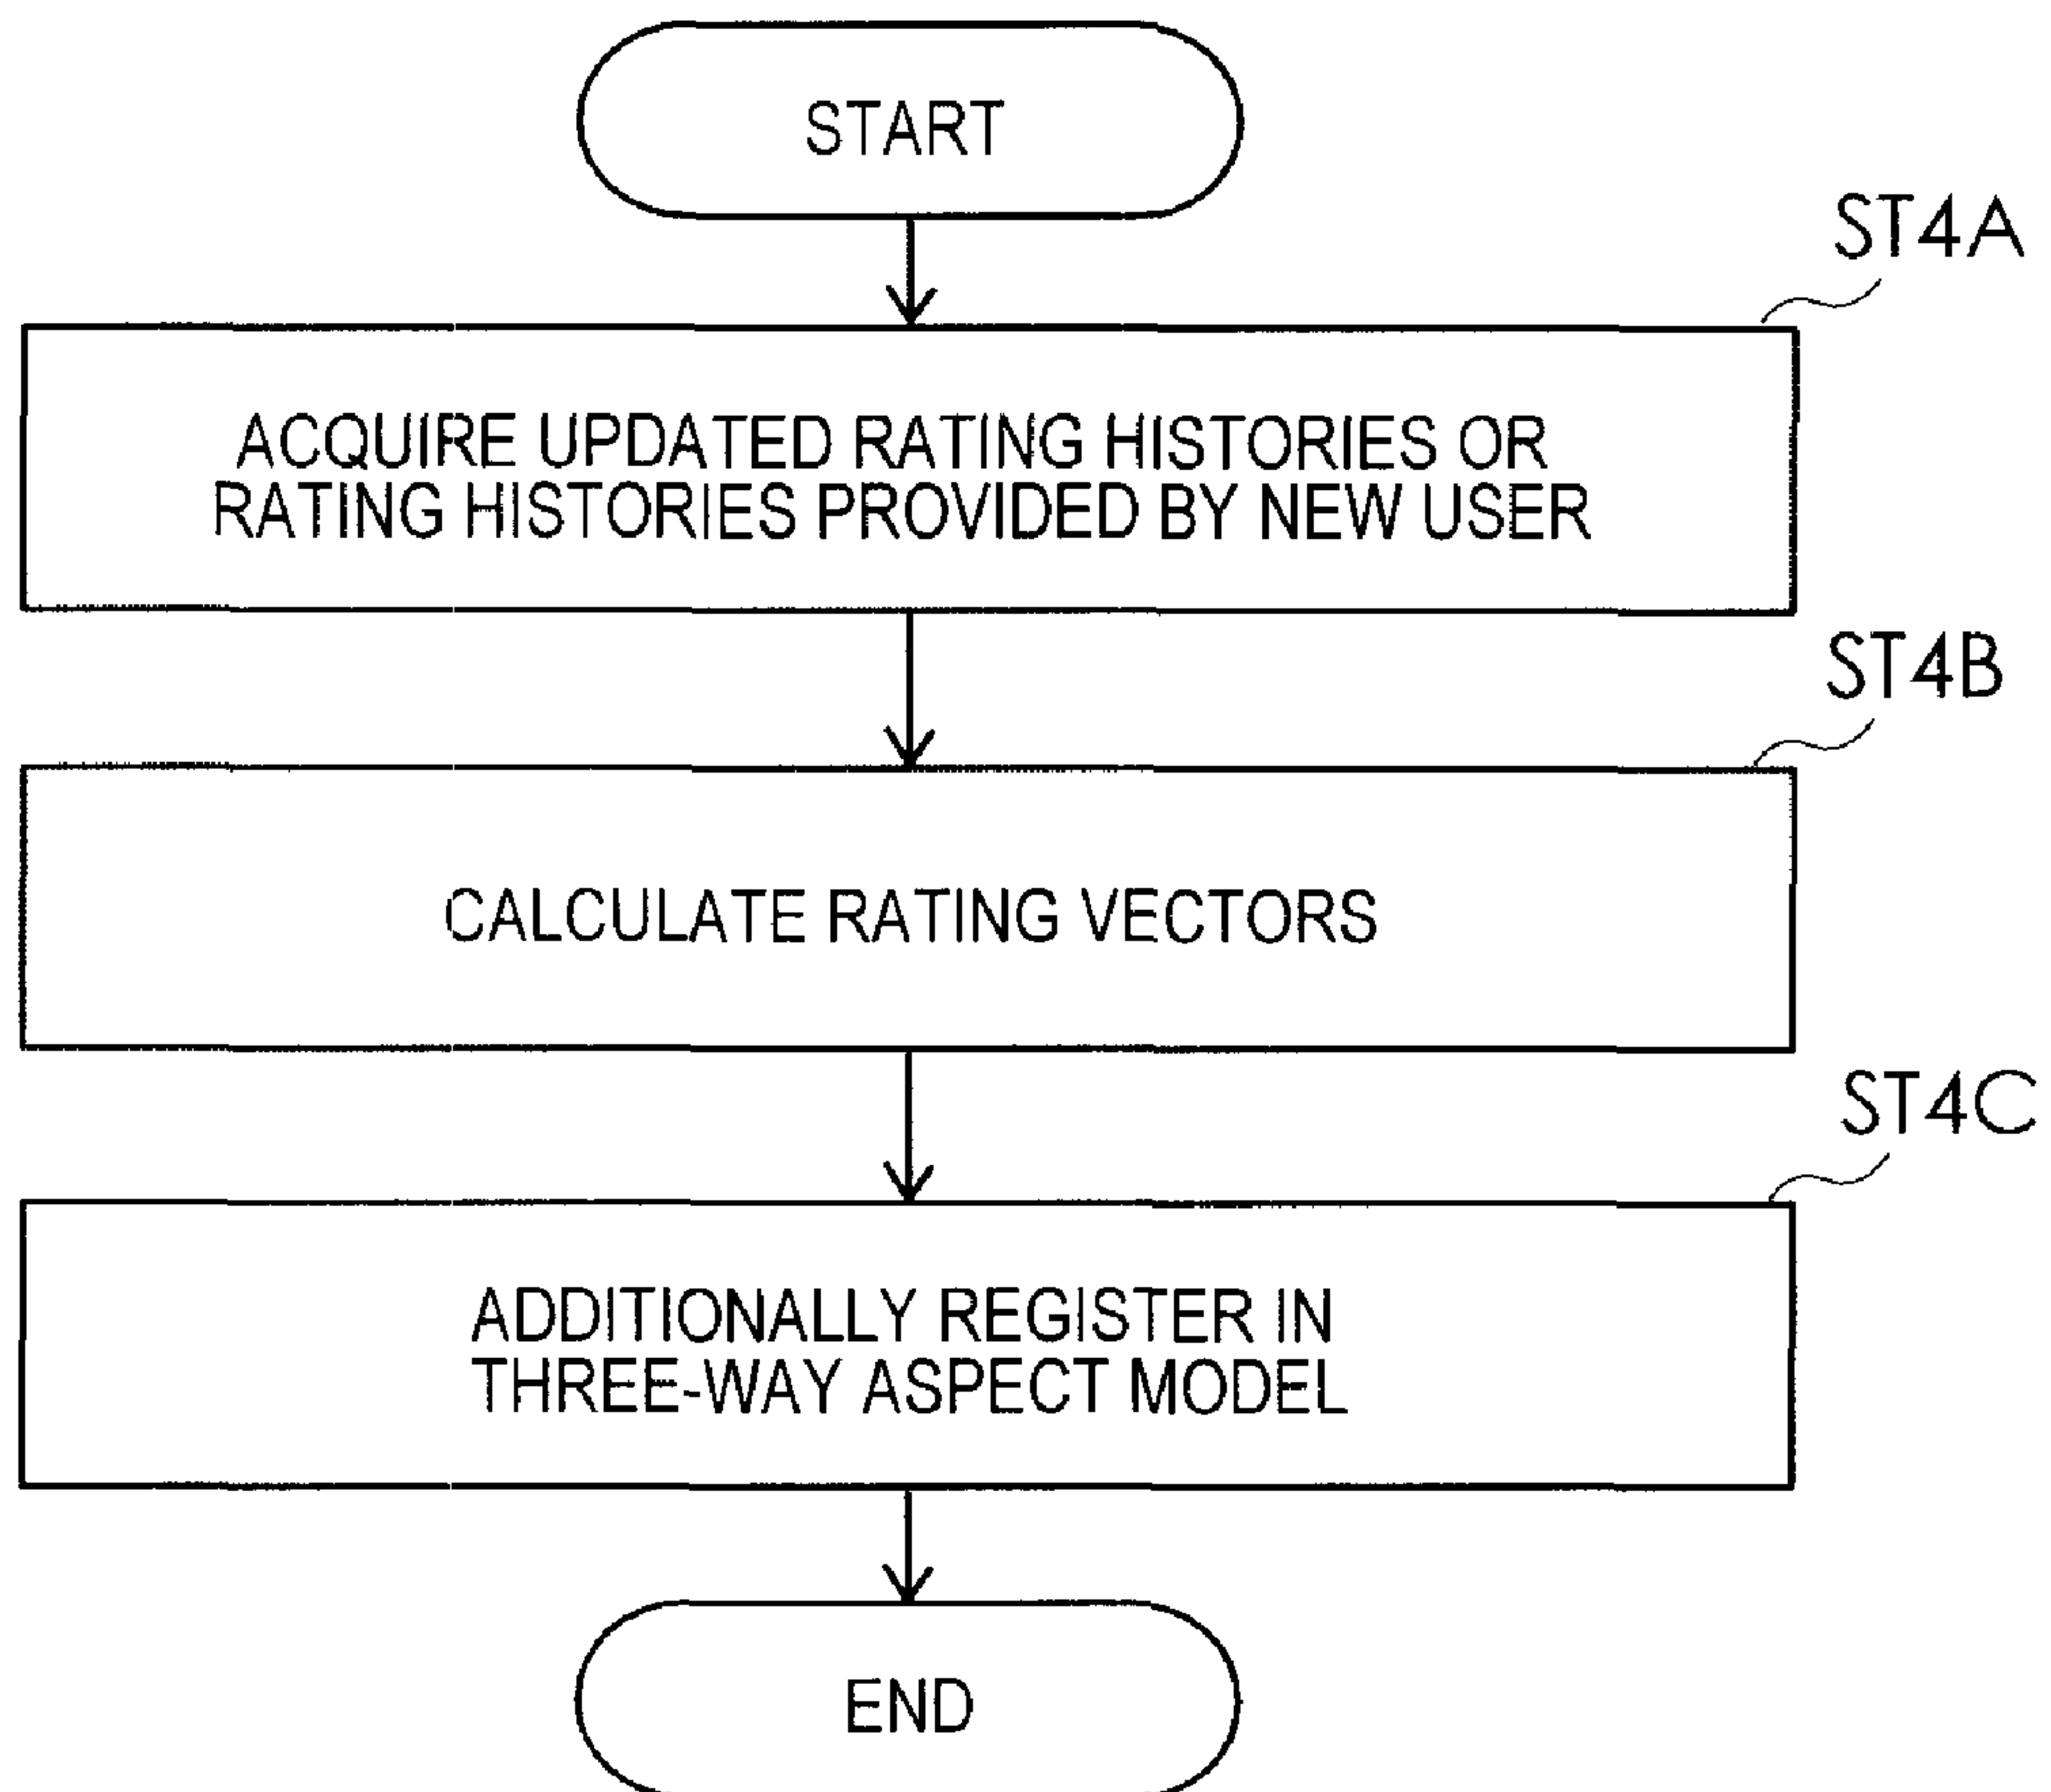 START
ST4A
ACQUIRE UPDATED RATING HISTORIES OR
RATING HISTORIES PROVIDED BY NEW USER
ST4B
CALCULATE RATING VECTORS
ST4C
ADDITIONALLY REGISTER IN
THREE-WAY ASPECT MODEL
END